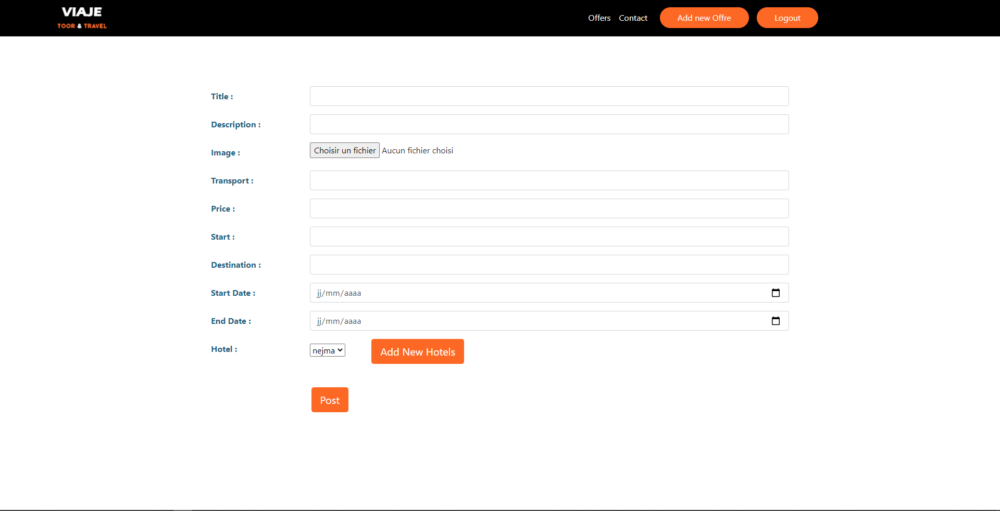 VIAJE
TOOR & TRAVEL
Offers Contact Add new Offre Logout
Title :
Description :
Image : Choisir un fichier Aucun fichier choisi
Transport :
Price :
Start :
Destination :
Start Date : jj/mm/aaaa
End Date : jj/mm/aaaa
Hotel : nejma Add New Hotels
Post